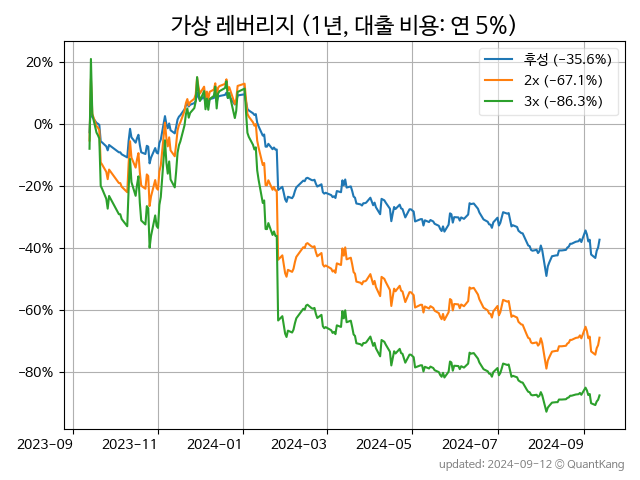 가상 레버리지 (1년, 대출 비용: 연 5%)
후성 (−35.6%)
2x (−67.1%)
3x (−86.3%)
20%
0%
−20%
−40%
−60%
−80%
2023−09 2023−11 2024−01 2024−03 2024−05 2024−07 2024−09
updated: 2024-09-12 © QuantKang